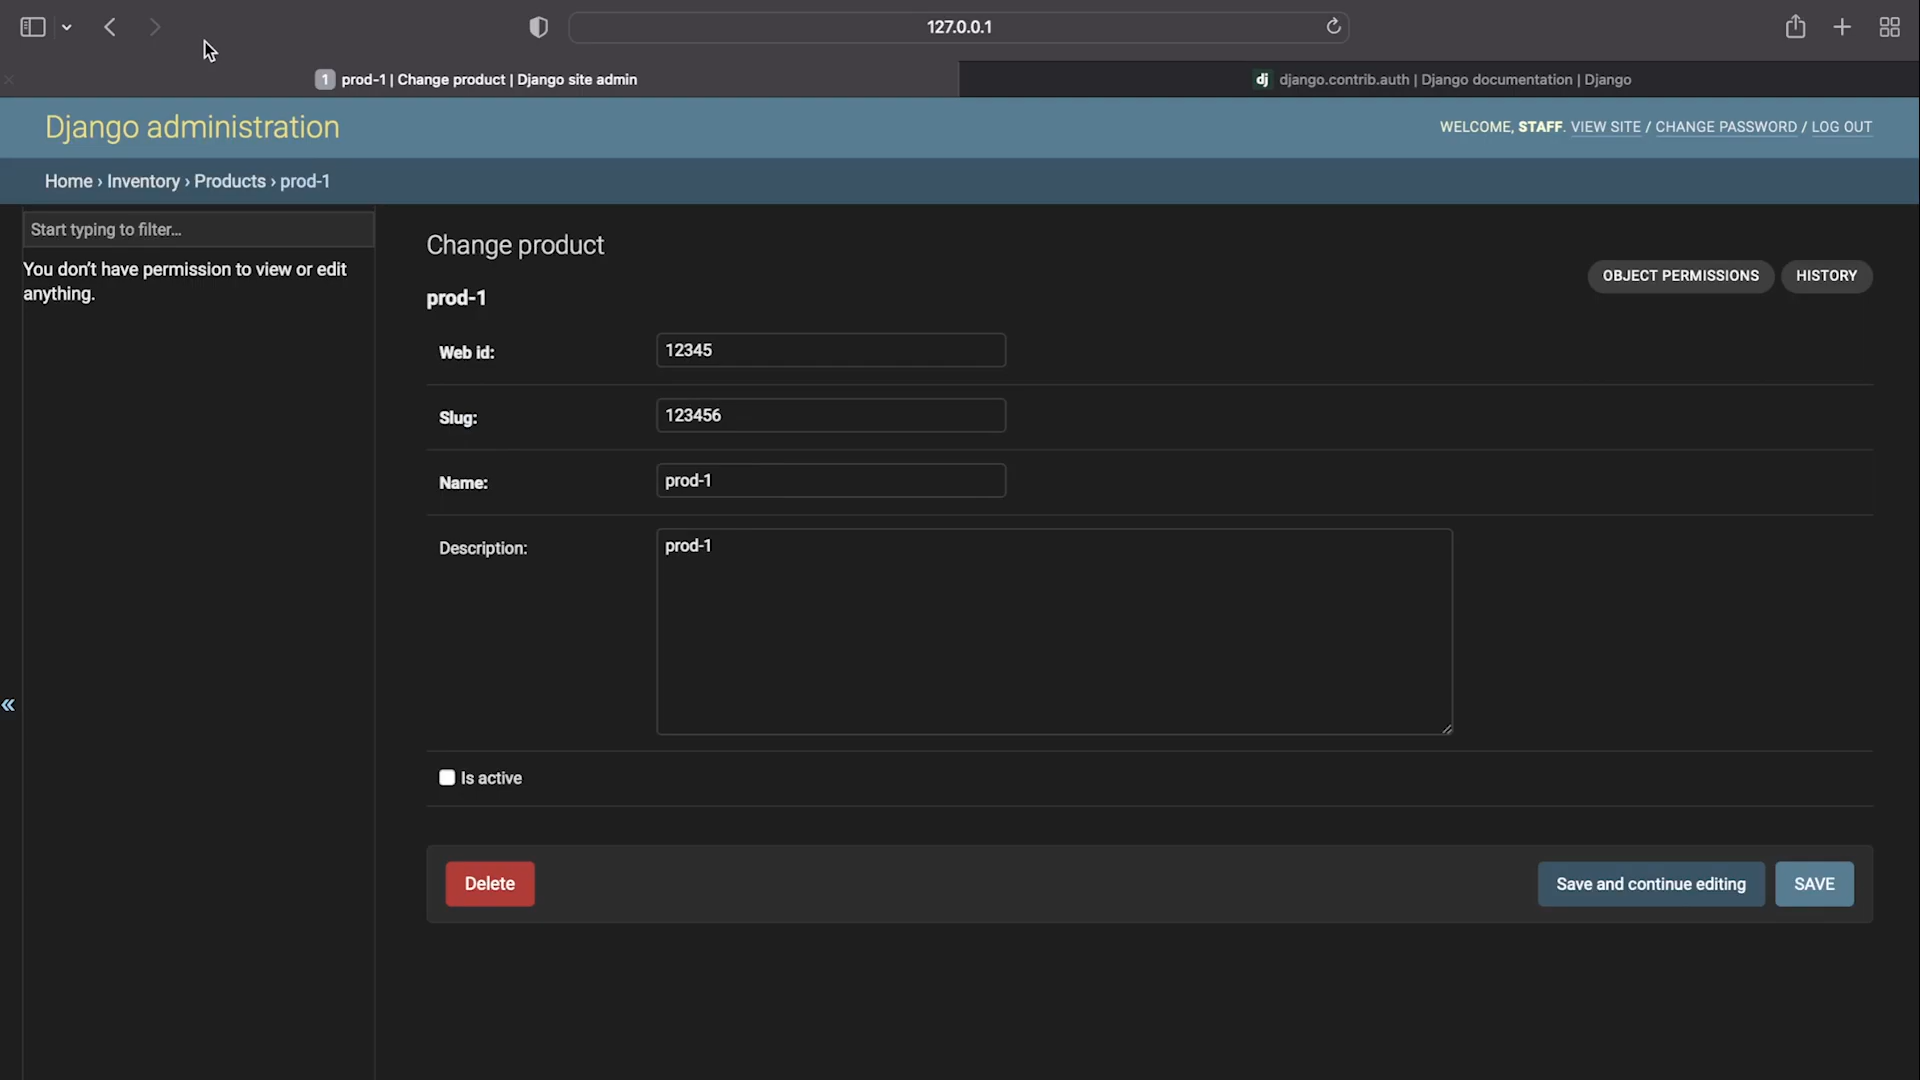 127.0.0.1
1 prod-1 | Change product | Django site admin
dj django.contrib.auth | Django documentation | Django
Django administration
WELCOME, STAFF. VIEW SITE / CHANGE PASSWORD / LOG OUT
Home › Inventory › Products › prod-1
Start typing to filter...
You don't have permission to view or edit
anything.
Change product
OBJECT PERMISSIONS
HISTORY
prod-1
Web id:
12345
Slug:
123456
Name:
prod-1
Description:
prod-1
«
Is active
Delete
Save and continue editing
SAVE